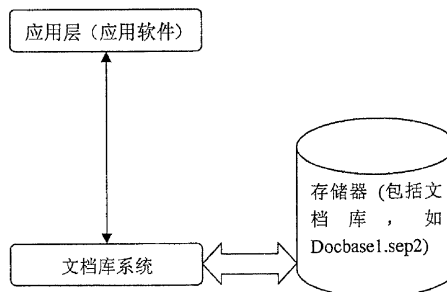 应用层（应用软件）
存储器 (包括文
档库，如
Docbase1.sep2)
文档库系统